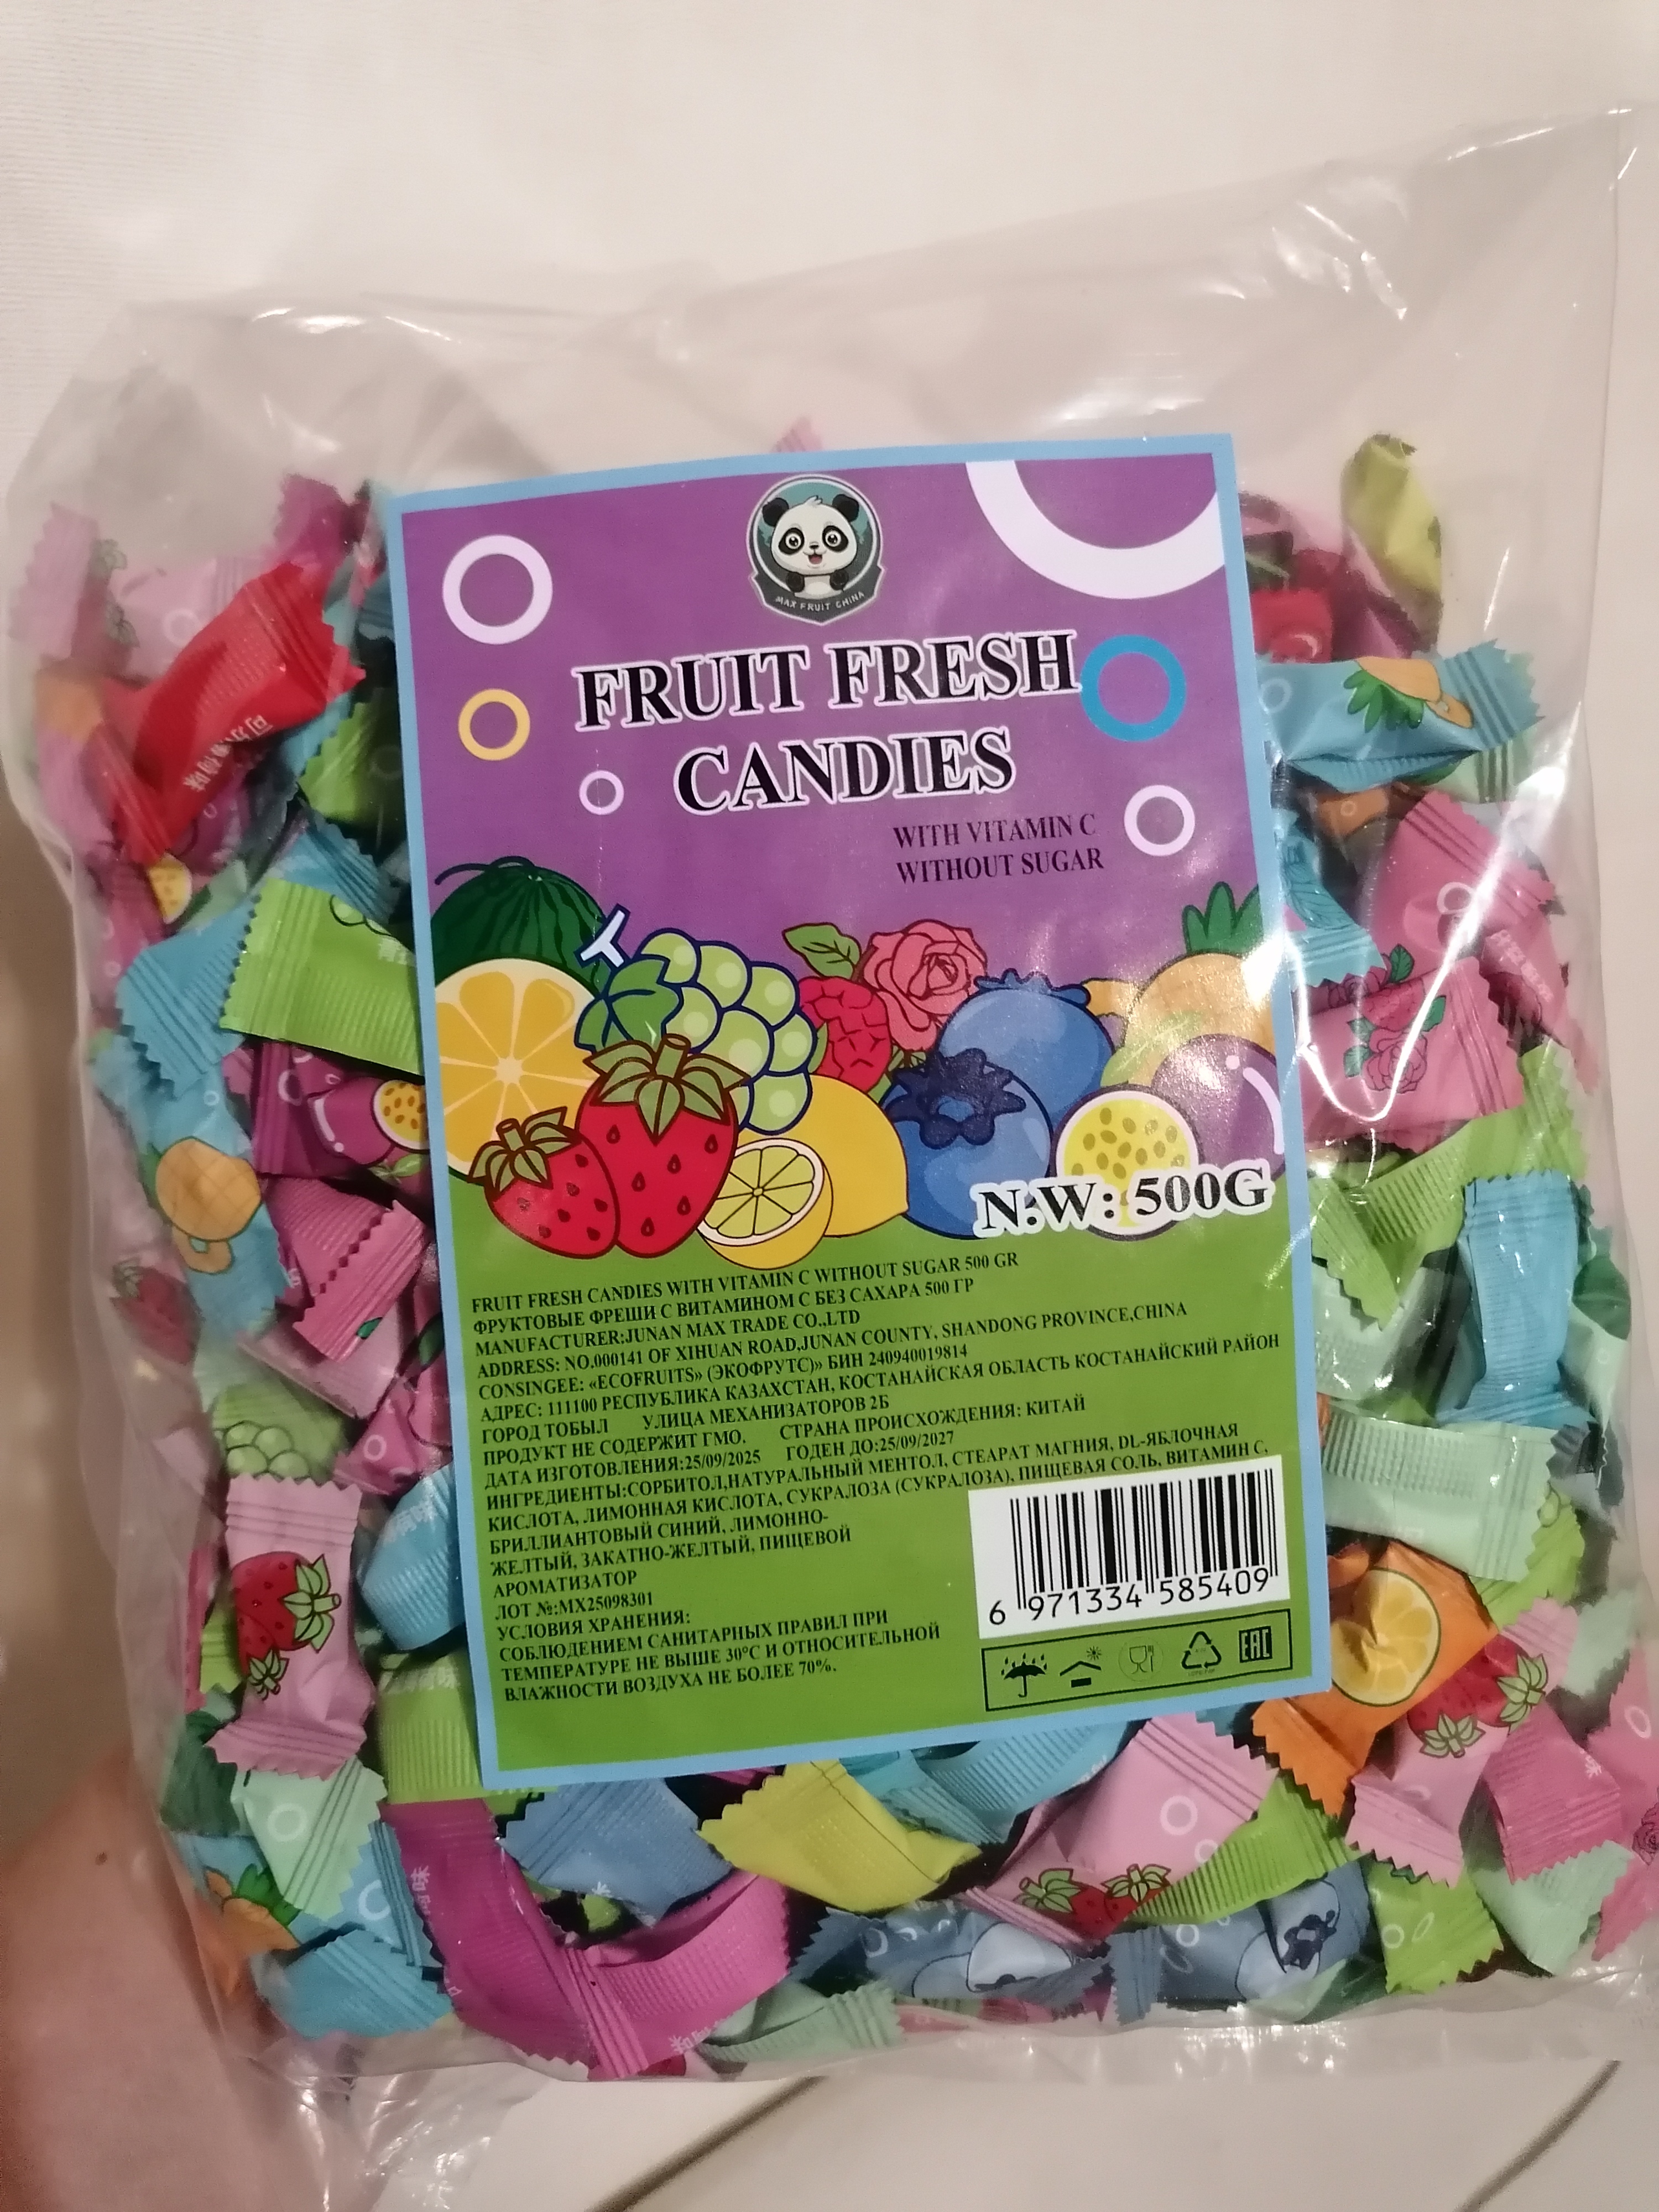 MAX FRUIT CHINA
FRUIT FRESH
CANDIES
WITH VITAMIN C
WITHOUT SUGAR
N.W: 500G
FRUIT FRESH CANDIES WITH VITAMIN C WITHOUT SUGAR 500 GR
ФРУКТОВЫЕ ФРЕШИ С ВИТАМИНОМ С БЕЗ САХАРА 500 ГР
MANUFACTURER:JUNAN MAX TRADE CO.,LTD
ADDRESS: NO.000141 OF XIHUAN ROAD,JUNAN COUNTY, SHANDONG PROVINCE,CHINA
CONSINGEE: «ECOFRUITS» (ЭКОФРУТС)» БИН 240940019814
АДРЕС: 111100 РЕСПУБЛИКА КАЗАХСТАН, КОСТАНАЙСКАЯ ОБЛАСТЬ КОСТАНАЙСКИЙ РАЙОН
ГОРОД ТОБЫЛ УЛИЦА МЕХАНИЗАТОРОВ 2Б
ПРОДУКТ НЕ СОДЕРЖИТ ГМО. СТРАНА ПРОИСХОЖДЕНИЯ: КИТАЙ
ДАТА ИЗГОТОВЛЕНИЯ:25/09/2025 ГОДЕН ДО:25/09/2027
ИНГРЕДИЕНТЫ:СОРБИТОЛ,НАТУРАЛЬНЫЙ МЕНТОЛ, СТЕАРАТ МАГНИЯ, DL-ЯБЛОЧНАЯ
КИСЛОТА, ЛИМОННАЯ КИСЛОТА, СУКРАЛОЗА (СУКРАЛОЗА), ПИЩЕВАЯ СОЛЬ, ВИТАМИН С,
БРИЛЛИАНТОВЫЙ СИНИЙ, ЛИМОННО-
ЖЕЛТЫЙ, ЗАКАТНО-ЖЕЛТЫЙ, ПИЩЕВОЙ
АРОМАТИЗАТОР
ЛОТ №:MX25098301
УСЛОВИЯ ХРАНЕНИЯ:
СОБЛЮДЕНИЕМ САНИТАРНЫХ ПРАВИЛ ПРИ
ТЕМПЕРАТУРЕ НЕ ВЫШЕ 30°С И ОТНОСИТЕЛЬНОЙ
ВЛАЖНОСТИ ВОЗДУХА НЕ БОЛЕЕ 70%.
6 971334 585409
EAC